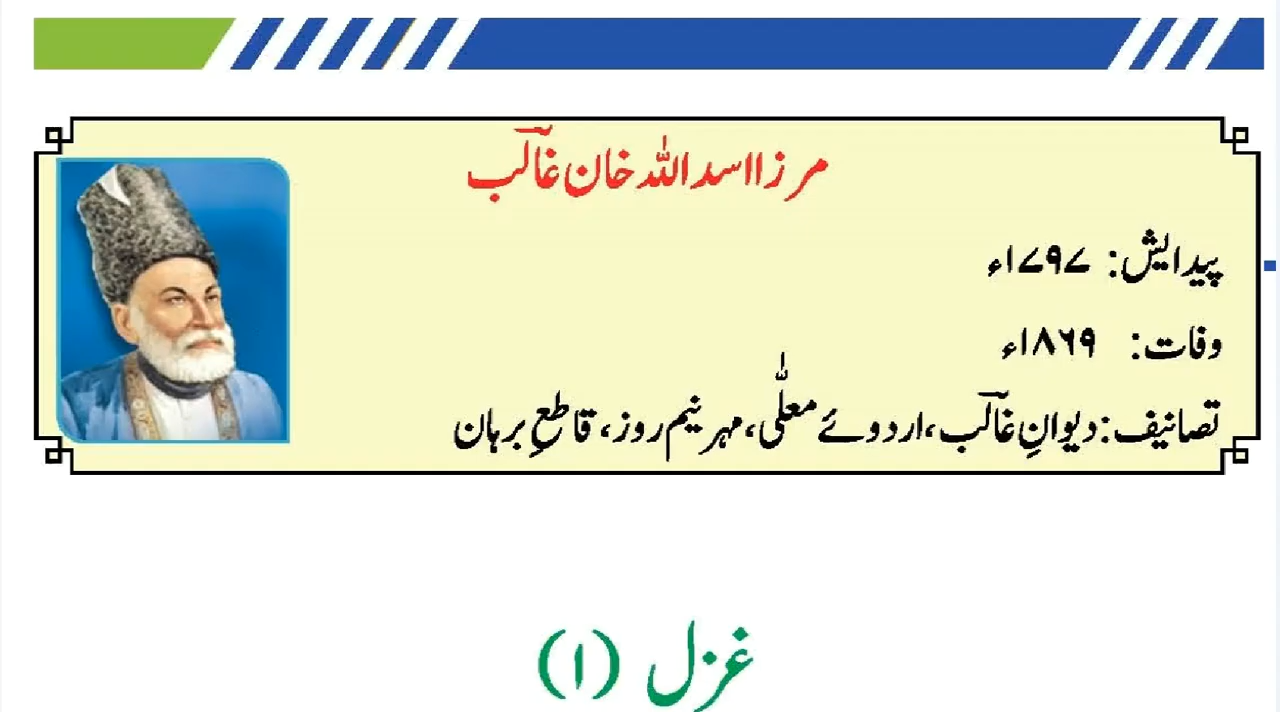 مرزا اسد اللہ خان غالب
پیدایش: ۱۷۹۷ء
وفات: ۱۸۶۹ء
تصانیف: دیوانِ غالب، اردوئے معلّٰی، مہر نیم روز، قاطعِ برہان
غزل (۱)